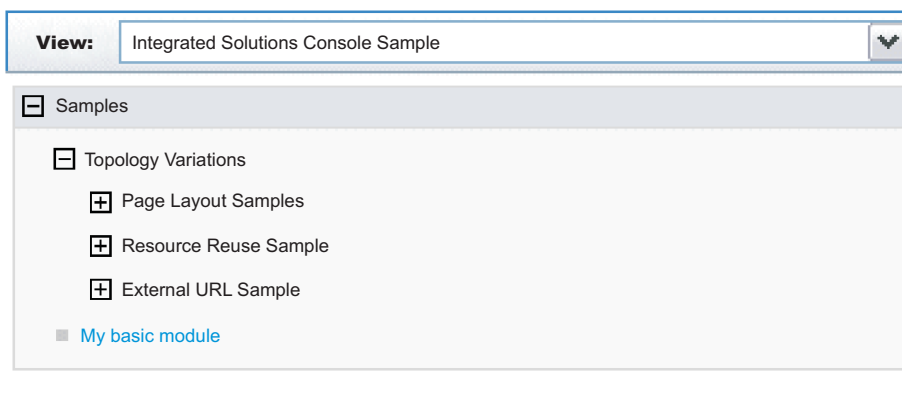 View: Integrated Solutions Console Sample
Samples
Topology Variations
Page Layout Samples
Resource Reuse Sample
External URL Sample
My basic module